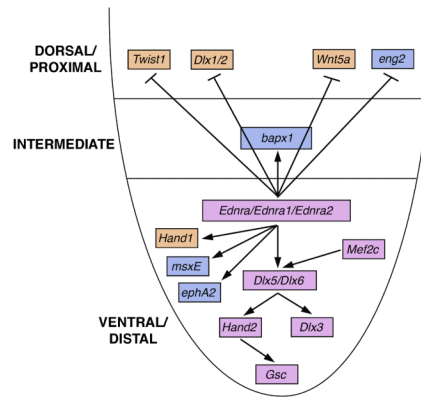 DORSAL/
PROXIMAL
Twist1
Dlx1/2
Wnt5a
eng2
INTERMEDIATE
bapx1
Ednra/Ednra1/Ednra2
Hand1
Mef2c
msxE
Dlx5/Dlx6
ephA2
VENTRAL/
DISTAL
Hand2
Dlx3
Gsc